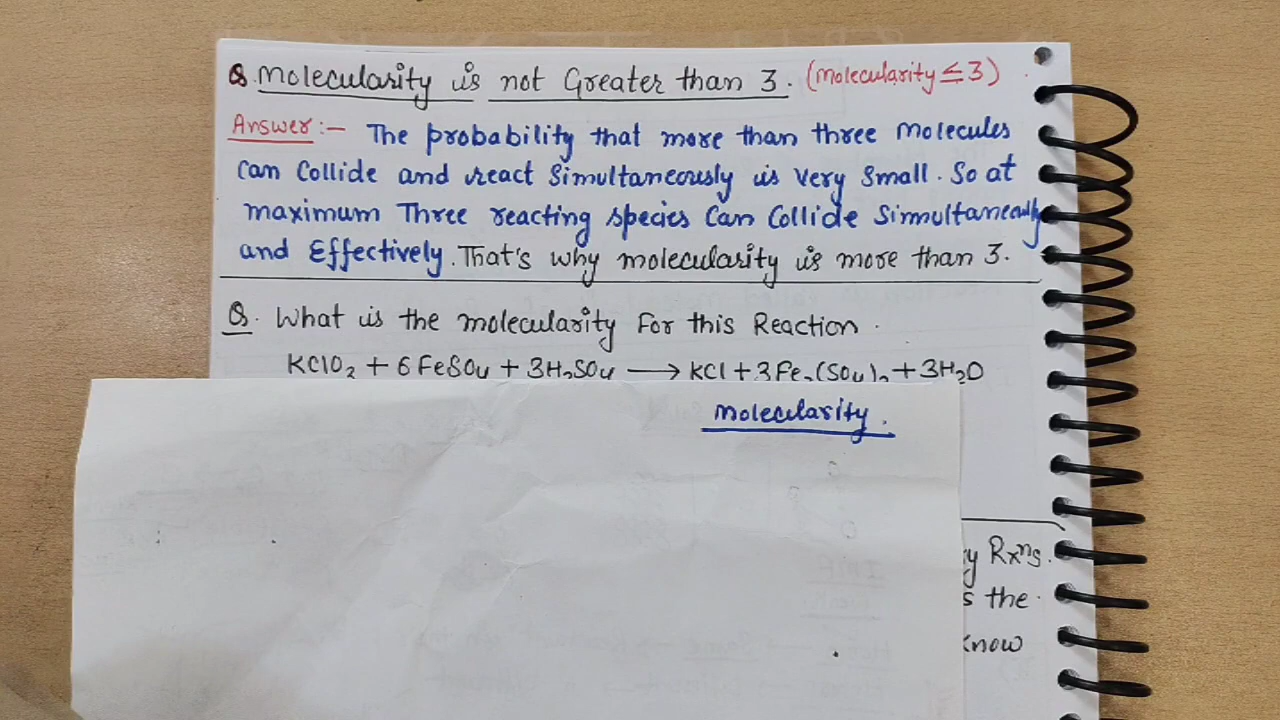 Q. Molecularity is not Greater than 3. (Molecularity ≤ 3)
Answer:- The probability that more than three Molecules
Can Collide and react Simultaneously is very Small. So at
maximum Three reacting species Can Collide Simultaneously
and Effectively. That's why molecularity is more than 3.
Q. What is the molecularity For this Reaction.
KClO₃ + 6FeSO₄ + 3H₂SO₄ → KCl + 3Fe₂(SO₄)₃ + 3H₂O
Molecularity.
Rxⁿs.
the
know